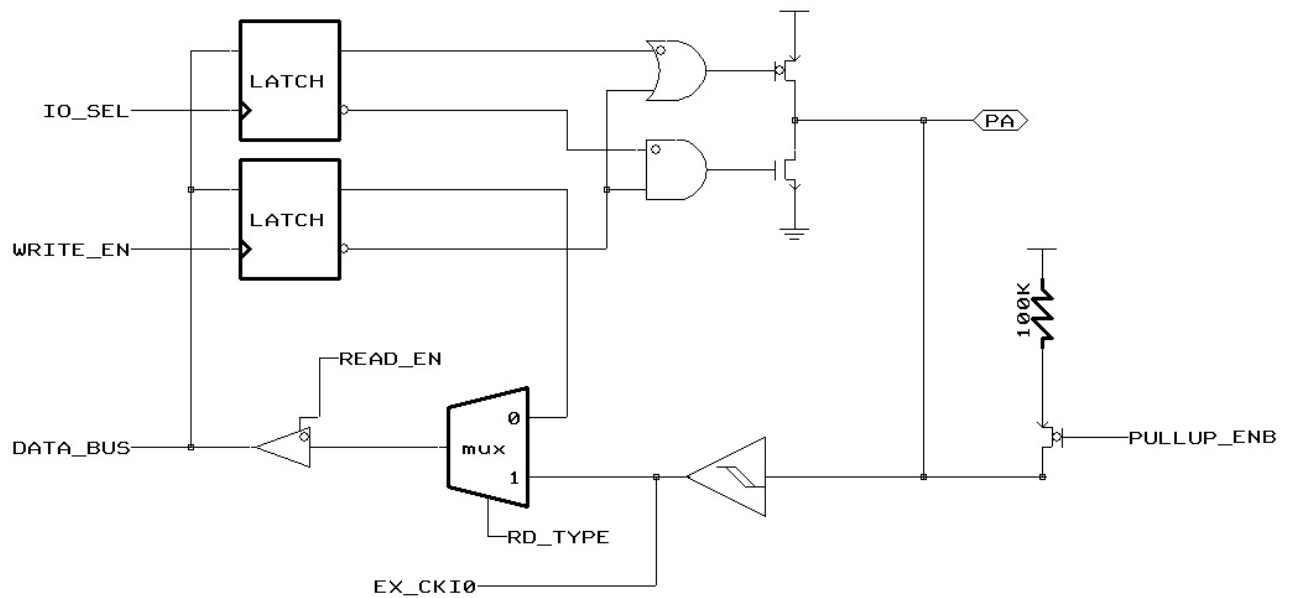 LATCH
IO_SEL
PA
LATCH
WRITE_EN
100K
READ_EN
0
DATA_BUS
mux
PULLUP_ENB
1
RD_TYPE
EX_CKI0